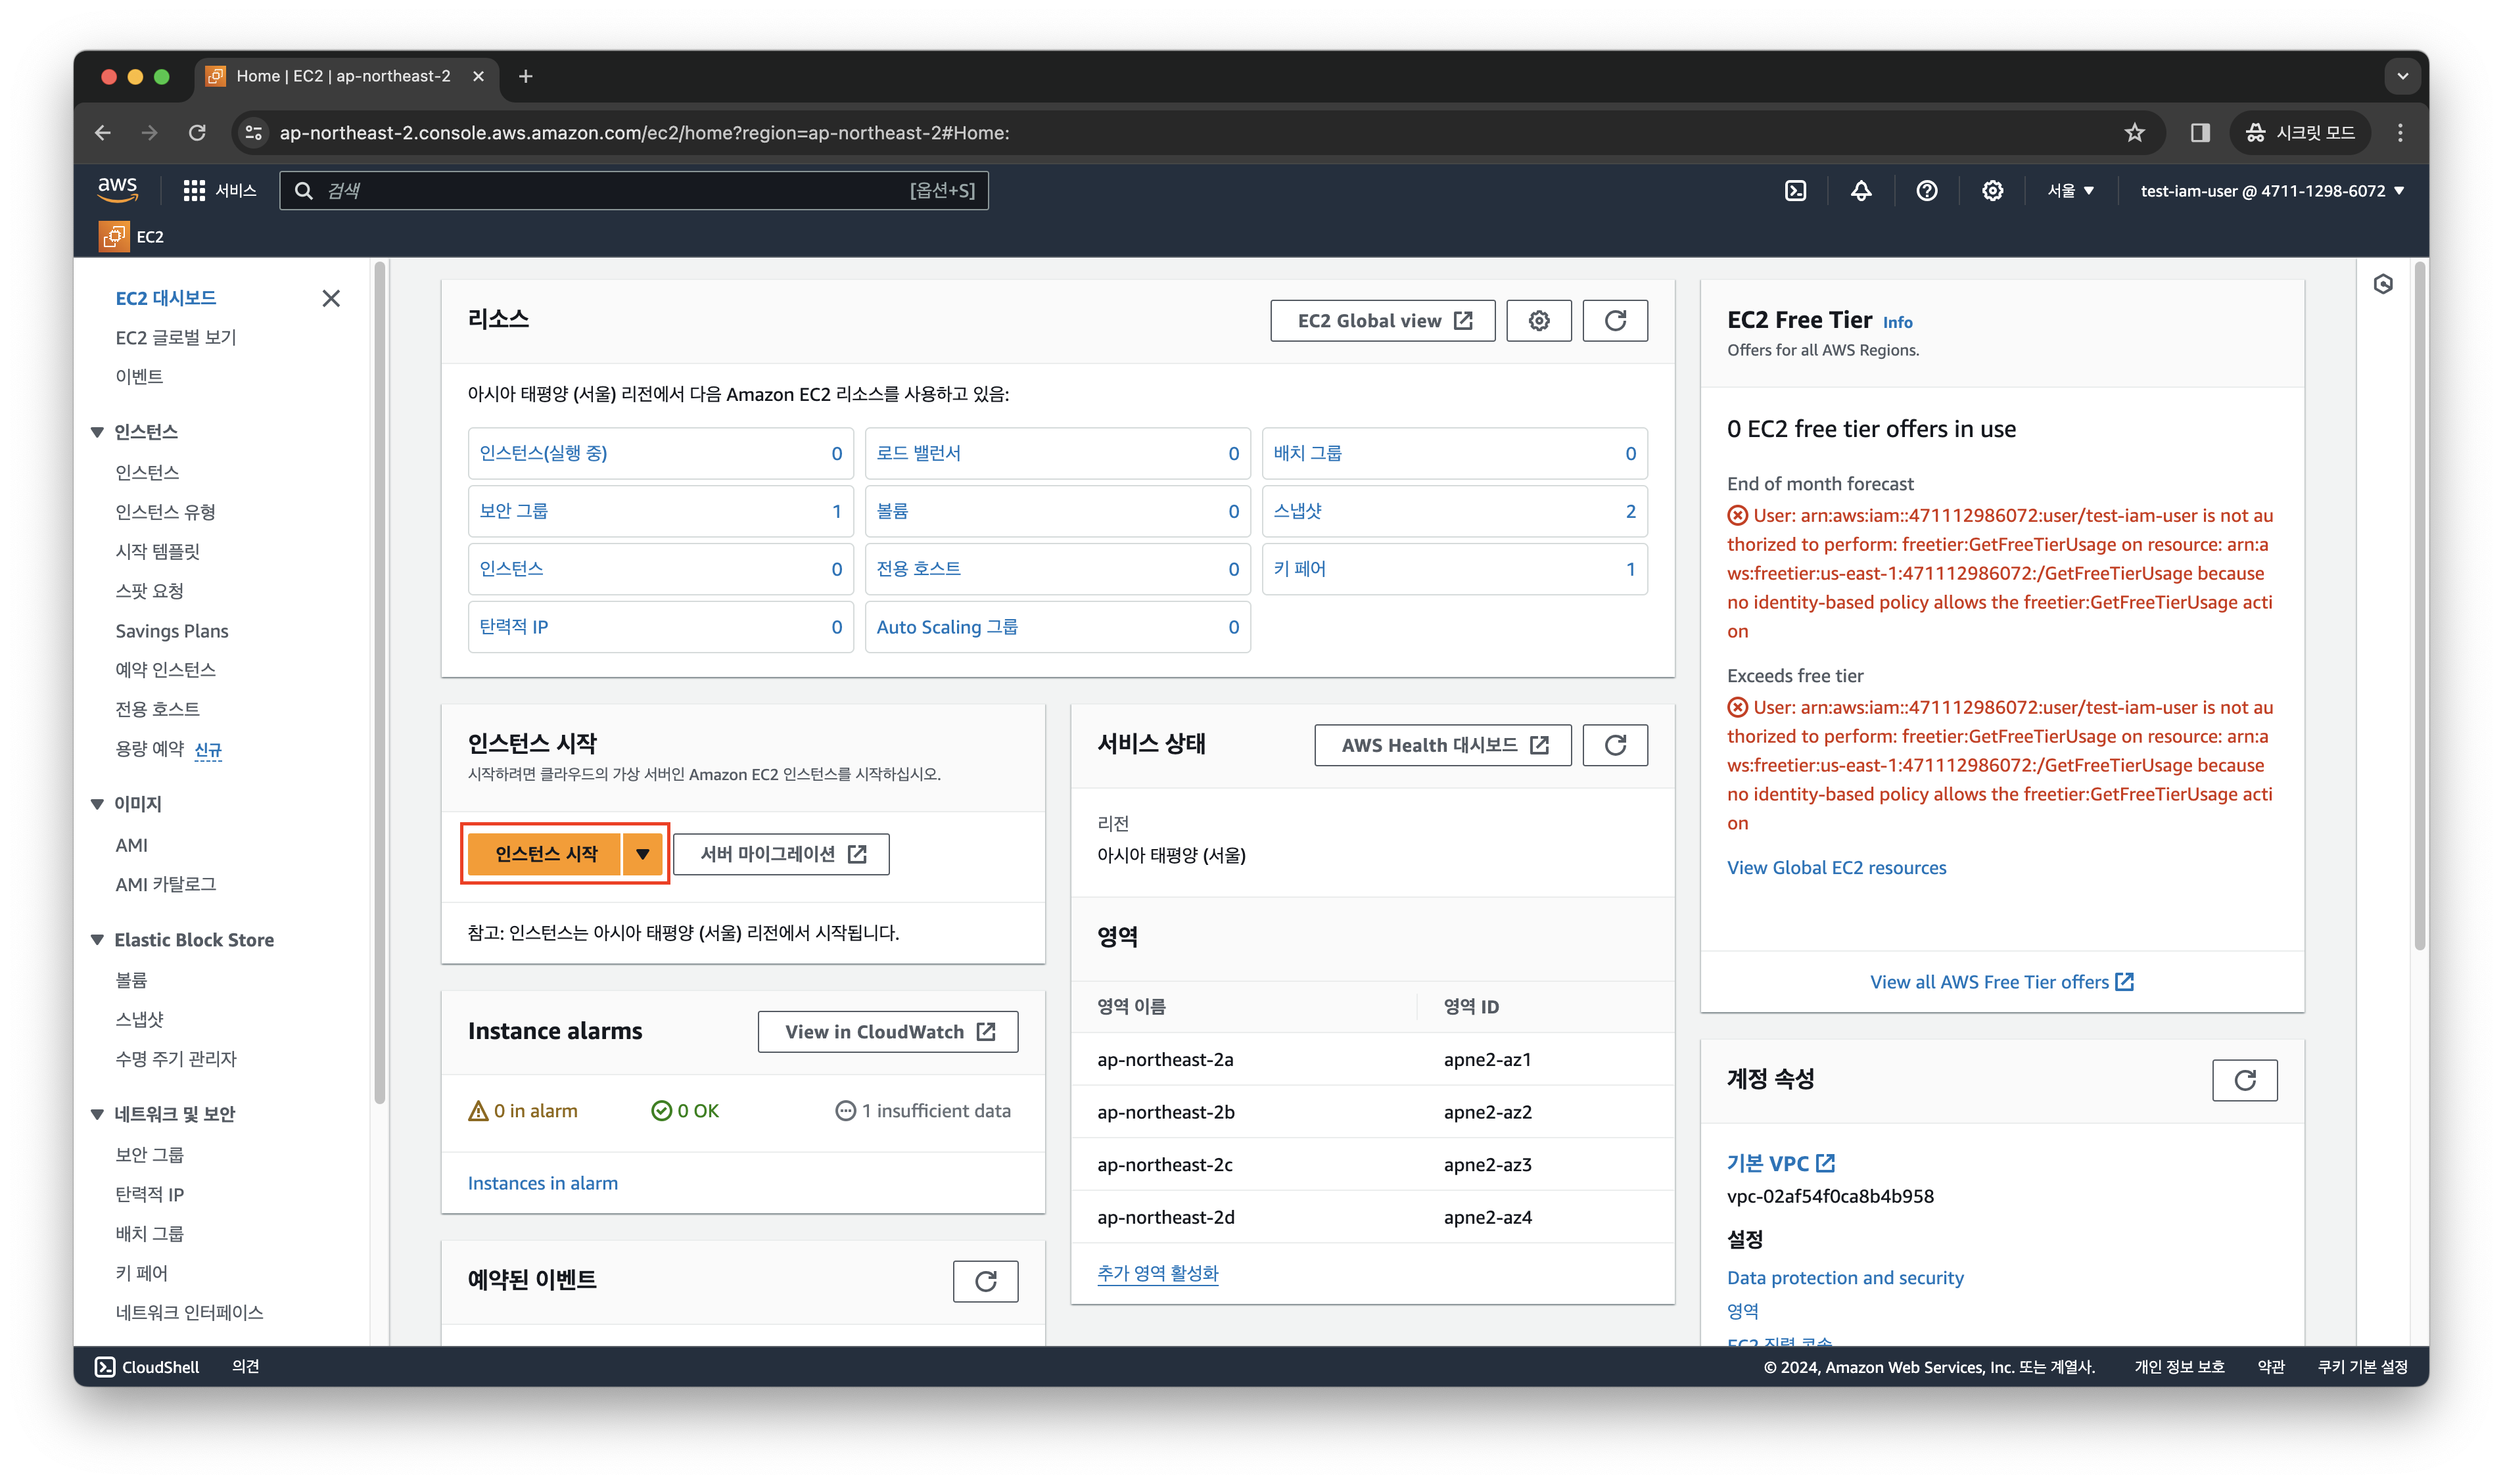 Home | EC2 | ap-northeast-2
ap-northeast-2.console.aws.amazon.com/ec2/home?region=ap-northeast-2#Home:
시크릿 모드
aws
서비스
검색
[옵션+S]
서울
test-iam-user @ 4711-1298-6072
EC2
EC2 대시보드
EC2 글로벌 보기
이벤트
인스턴스
인스턴스
인스턴스 유형
시작 템플릿
스팟 요청
Savings Plans
예약 인스턴스
전용 호스트
용량 예약 신규
이미지
AMI
AMI 카탈로그
Elastic Block Store
볼륨
스냅샷
수명 주기 관리자
네트워크 및 보안
보안 그룹
탄력적 IP
배치 그룹
키 페어
네트워크 인터페이스
리소스
EC2 Global view
아시아 태평양 (서울) 리전에서 다음 Amazon EC2 리소스를 사용하고 있음:
인스턴스(실행 중) 0
로드 밸런서 0
배치 그룹 0
보안 그룹 1
볼륨 0
스냅샷 2
인스턴스 0
전용 호스트 0
키 페어 1
탄력적 IP 0
Auto Scaling 그룹 0
인스턴스 시작
시작하려면 클라우드의 가상 서버인 Amazon EC2 인스턴스를 시작하십시오.
인스턴스 시작
서버 마이그레이션
참고: 인스턴스는 아시아 태평양 (서울) 리전에서 시작됩니다.
Instance alarms
View in CloudWatch
0 in alarm
0 OK
1 insufficient data
Instances in alarm
예약된 이벤트
서비스 상태
AWS Health 대시보드
리전
아시아 태평양 (서울)
영역
영역 이름 영역 ID
ap-northeast-2a apne2-az1
ap-northeast-2b apne2-az2
ap-northeast-2c apne2-az3
ap-northeast-2d apne2-az4
추가 영역 활성화
EC2 Free Tier Info
Offers for all AWS Regions.
0 EC2 free tier offers in use
End of month forecast
User: arn:aws:iam::471112986072:user/test-iam-user is not au
thorized to perform: freetier:GetFreeTierUsage on resource: arn:a
ws:freetier:us-east-1:471112986072:/GetFreeTierUsage because
no identity-based policy allows the freetier:GetFreeTierUsage acti
on
Exceeds free tier
User: arn:aws:iam::471112986072:user/test-iam-user is not au
thorized to perform: freetier:GetFreeTierUsage on resource: arn:a
ws:freetier:us-east-1:471112986072:/GetFreeTierUsage because
no identity-based policy allows the freetier:GetFreeTierUsage acti
on
View Global EC2 resources
View all AWS Free Tier offers
계정 속성
기본 VPC
vpc-02af54f0ca8b4b958
설정
Data protection and security
영역
EC2 직렬 콘솔
CloudShell
의견
© 2024, Amazon Web Services, Inc. 또는 계열사.
개인 정보 보호
약관
쿠키 기본 설정